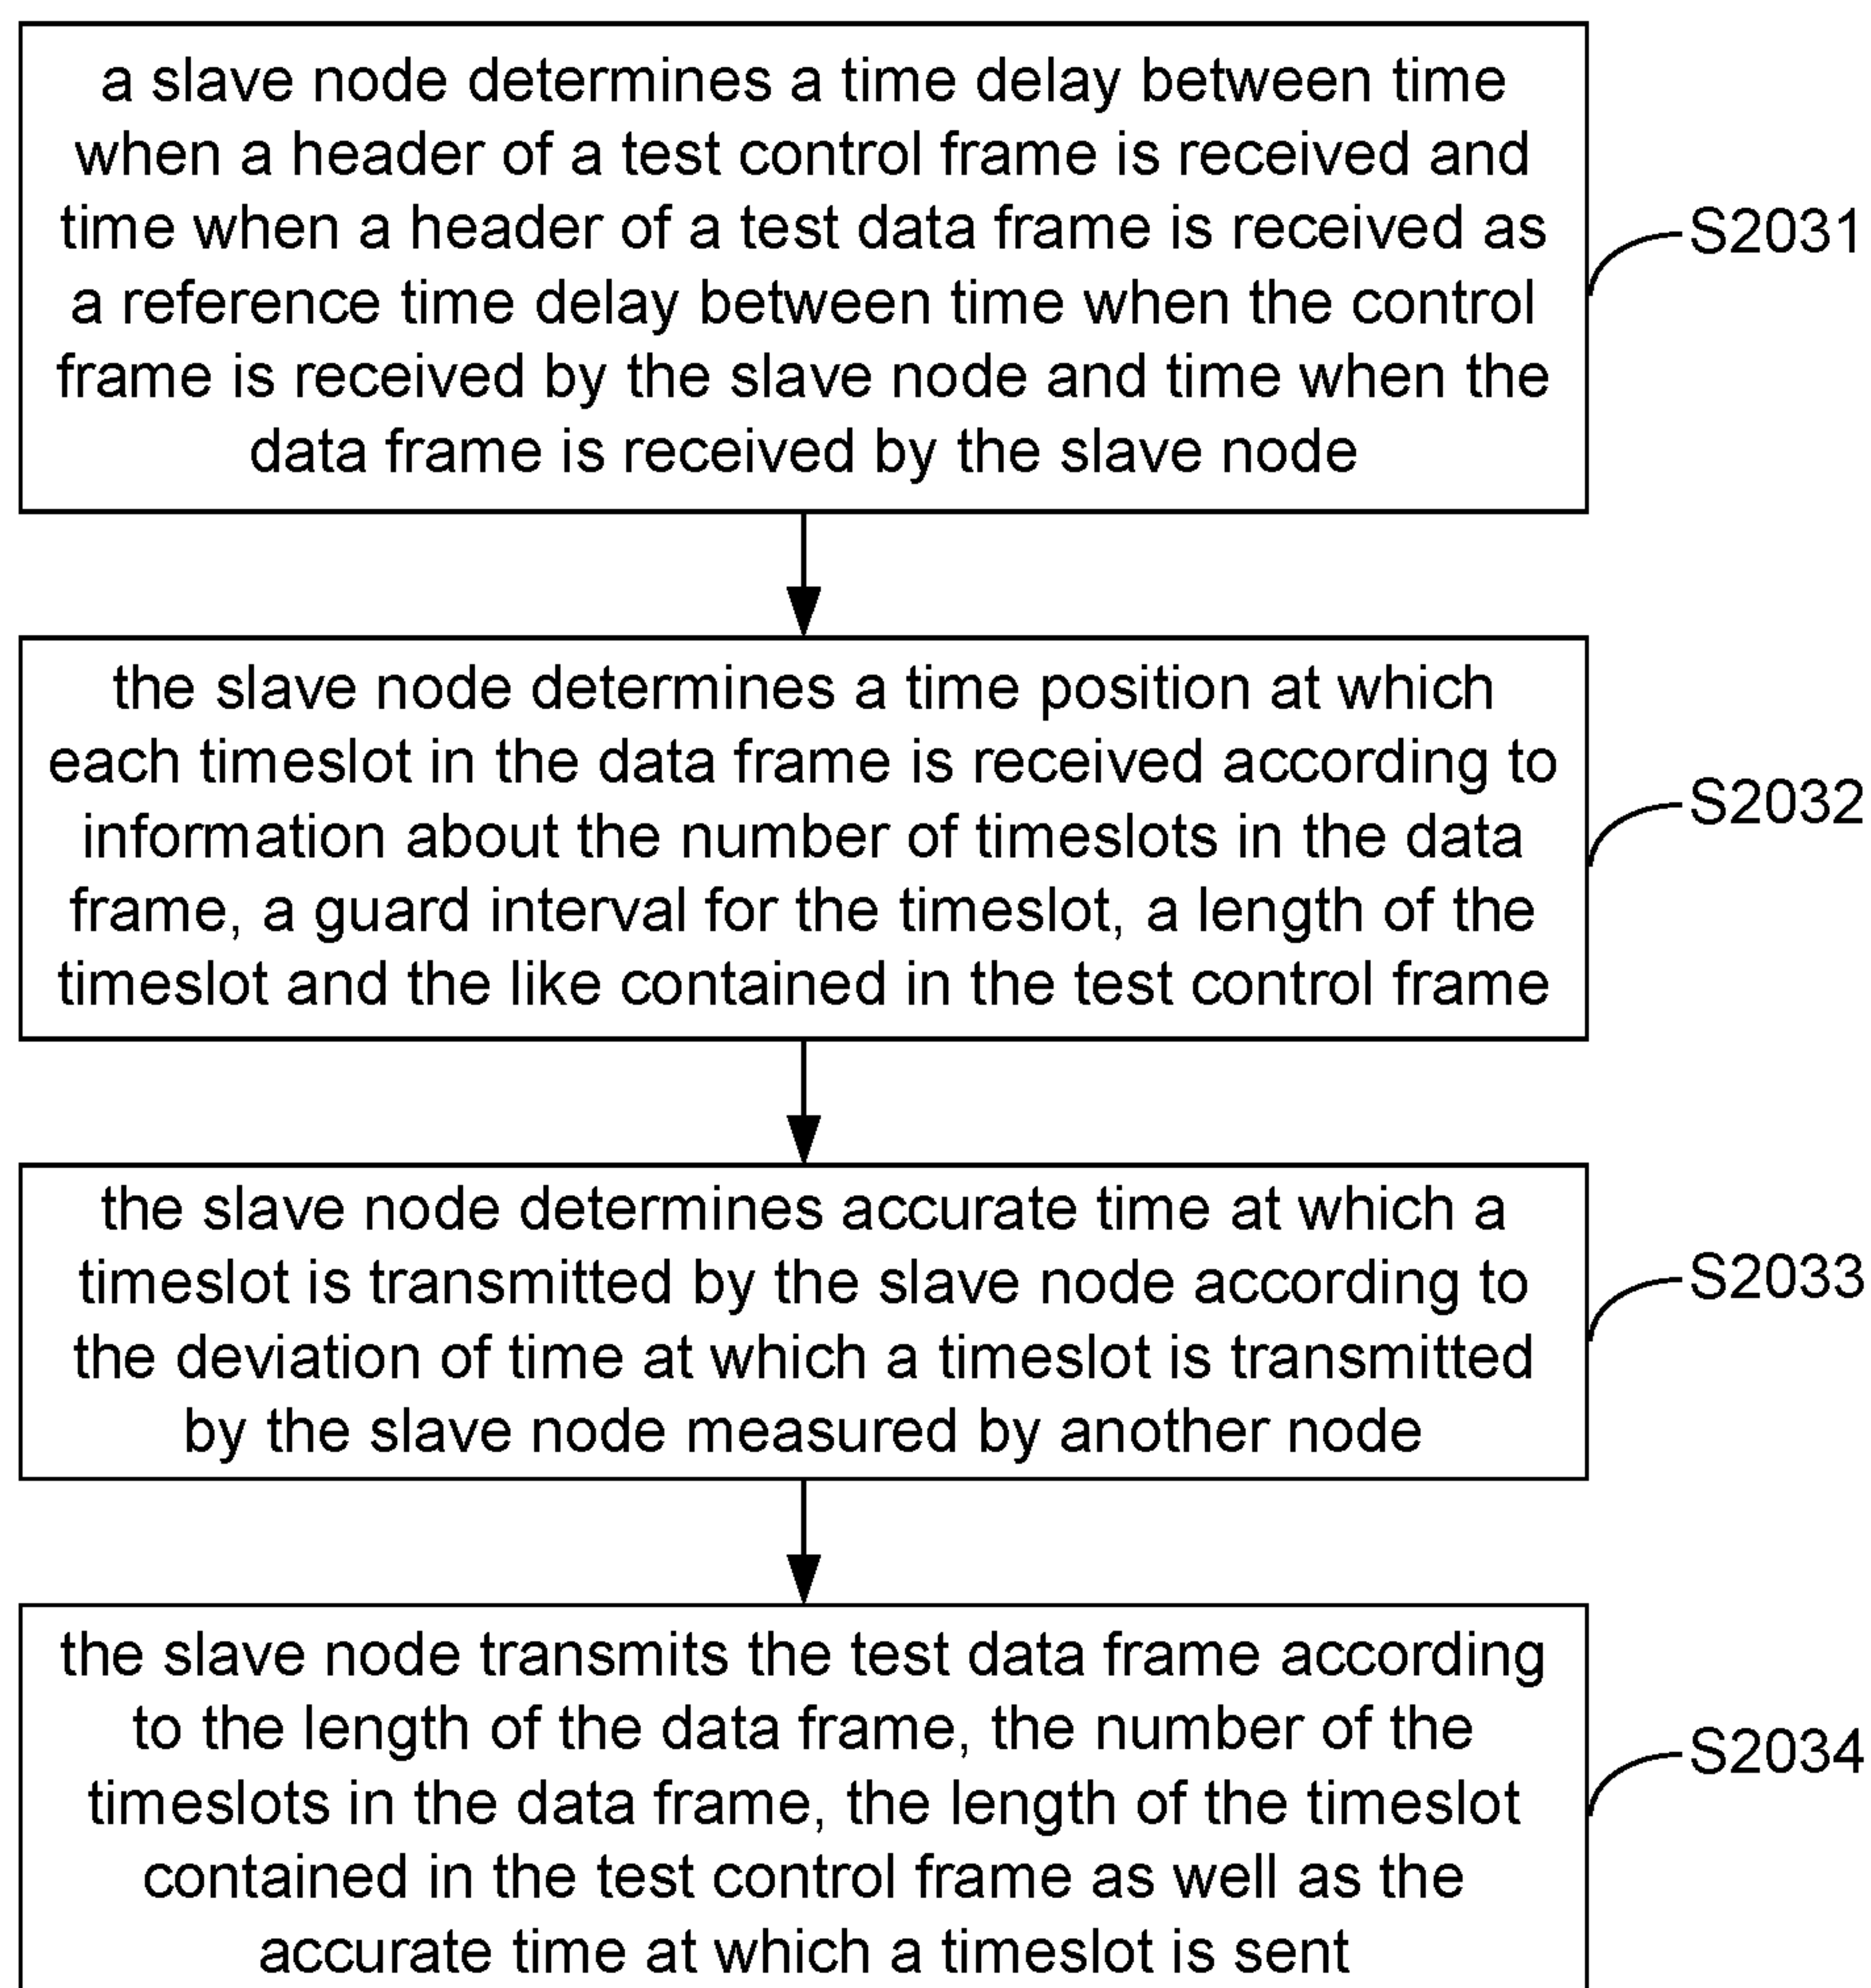 a slave node determines a time delay between time
when a header of a test control frame is received and
time when a header of a test data frame is received as
a reference time delay between time when the control
frame is received by the slave node and time when the
data frame is received by the slave node
S2031
the slave node determines a time position at which
each timeslot in the data frame is received according to
information about the number of timeslots in the data
frame, a guard interval for the timeslot, a length of the
timeslot and the like contained in the test control frame
S2032
the slave node determines accurate time at which a
timeslot is transmitted by the slave node according to
the deviation of time at which a timeslot is transmitted
by the slave node measured by another node
S2033
the slave node transmits the test data frame according
to the length of the data frame, the number of the
timeslots in the data frame, the length of the timeslot
contained in the test control frame as well as the
accurate time at which a timeslot is sent
S2034